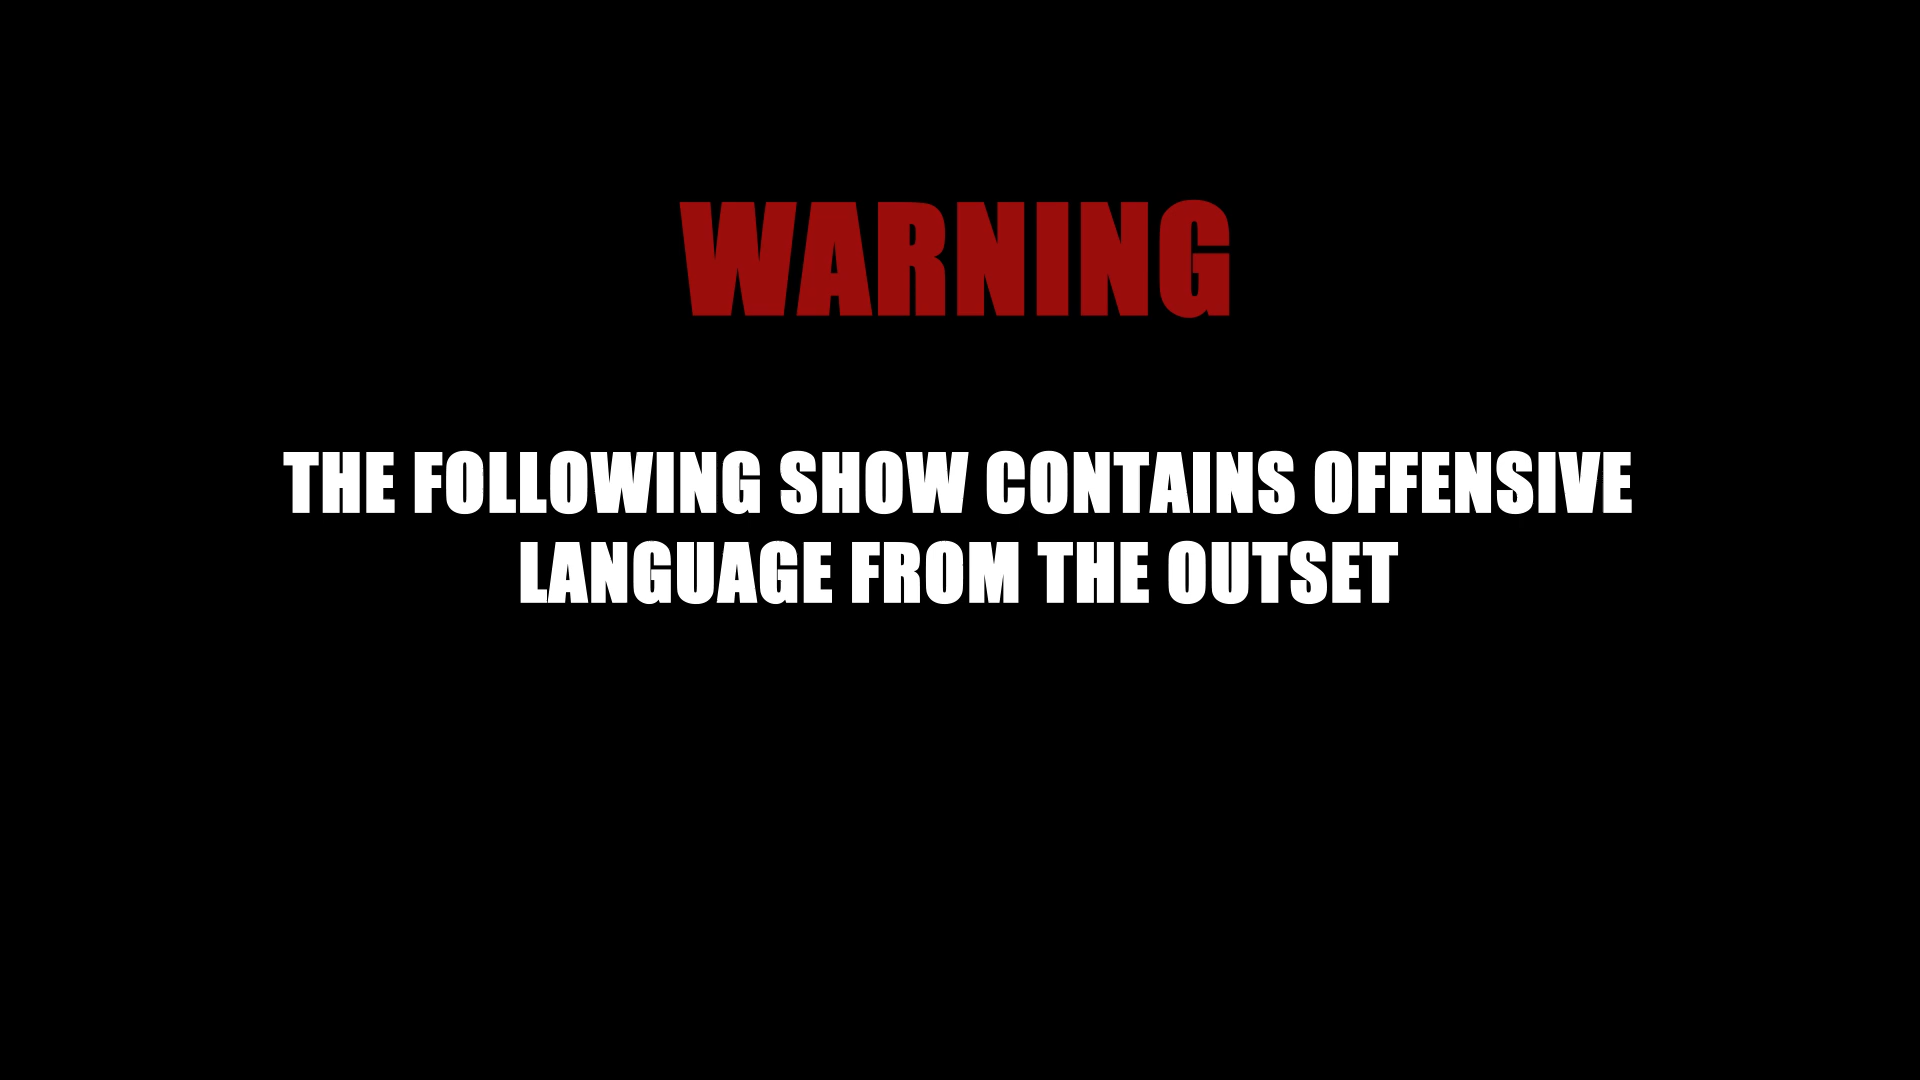 WARNING
THE FOLLOWING SHOW CONTAINS OFFENSIVE
LANGUAGE FROM THE OUTSET